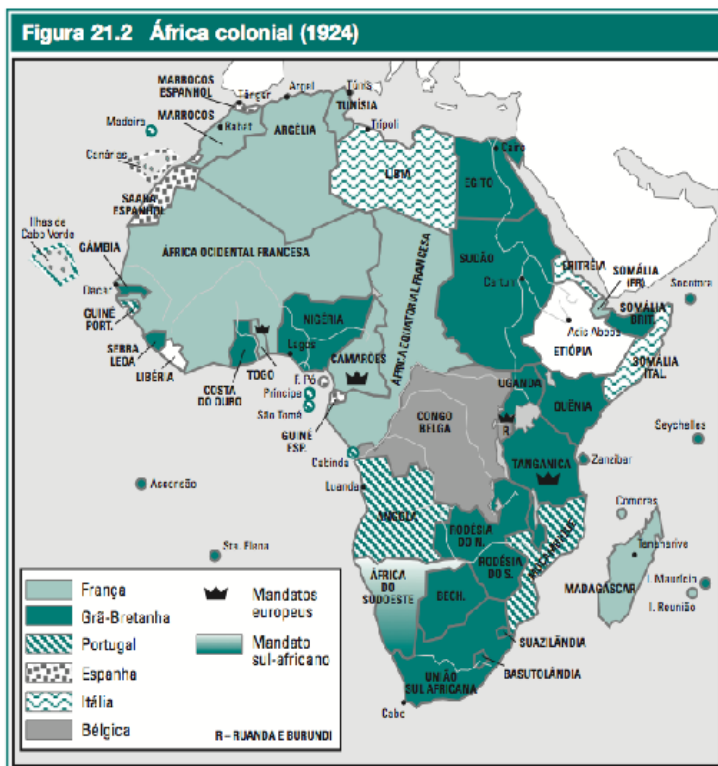 Figura 21.2 África colonial (1924)
MARROCOS
ESPANHOL
Tânger
Argel
Túnis
TUNÍSIA
MARROCOS
Madeira
Rabat
ARGÉLIA
Trípoli
Canárias
Cairo
LÍBIA
EGITO
SAARA
ESPANHOL
Ilhas de
Cabo Verde
GÂMBIA
ÁFRICA OCIDENTAL FRANCESA
ÁFRICA EQUATORIAL FRANCESA
SUDÃO
ERITRÉIA
SOMÁLIA
(FR)
Socotora
Dacar
Cartum
SOMÁLIA
BRIT.
GUINÉ
PORT.
NIGÉRIA
Adis Abeba
ETIÓPIA
SERRA
LEOA
Lagos
CAMARÕES
SOMÁLIA
ITAL.
LIBÉRIA
TOGO
F. Pó
COSTA
DO OURO
Príncipe
UGANDA
QUÊNIA
São Tomé
CONGO
BELGA
GUINÉ
ESP.
R
Seychelles
Cabinda
TANGANICA
Zanzibar
Ascensão
Luanda
Comores
ANGOLA
MOÇAMBIQUE
Sta. Elena
RODÉSIA
DO N.
Tananarive
RODÉSIA
DO S.
MADAGASCAR
I. Maurício
I. Reunião
ÁFRICA
DO
SUDOESTE
BECH.
SUAZILÂNDIA
BASUTOLÂNDIA
UNIÃO
SUL AFRICANA
Cabo
França
Grã-Bretanha
Portugal
Espanha
Itália
Bélgica
Mandatos
europeus
Mandato
sul-africano
R – RUANDA E BURUNDI